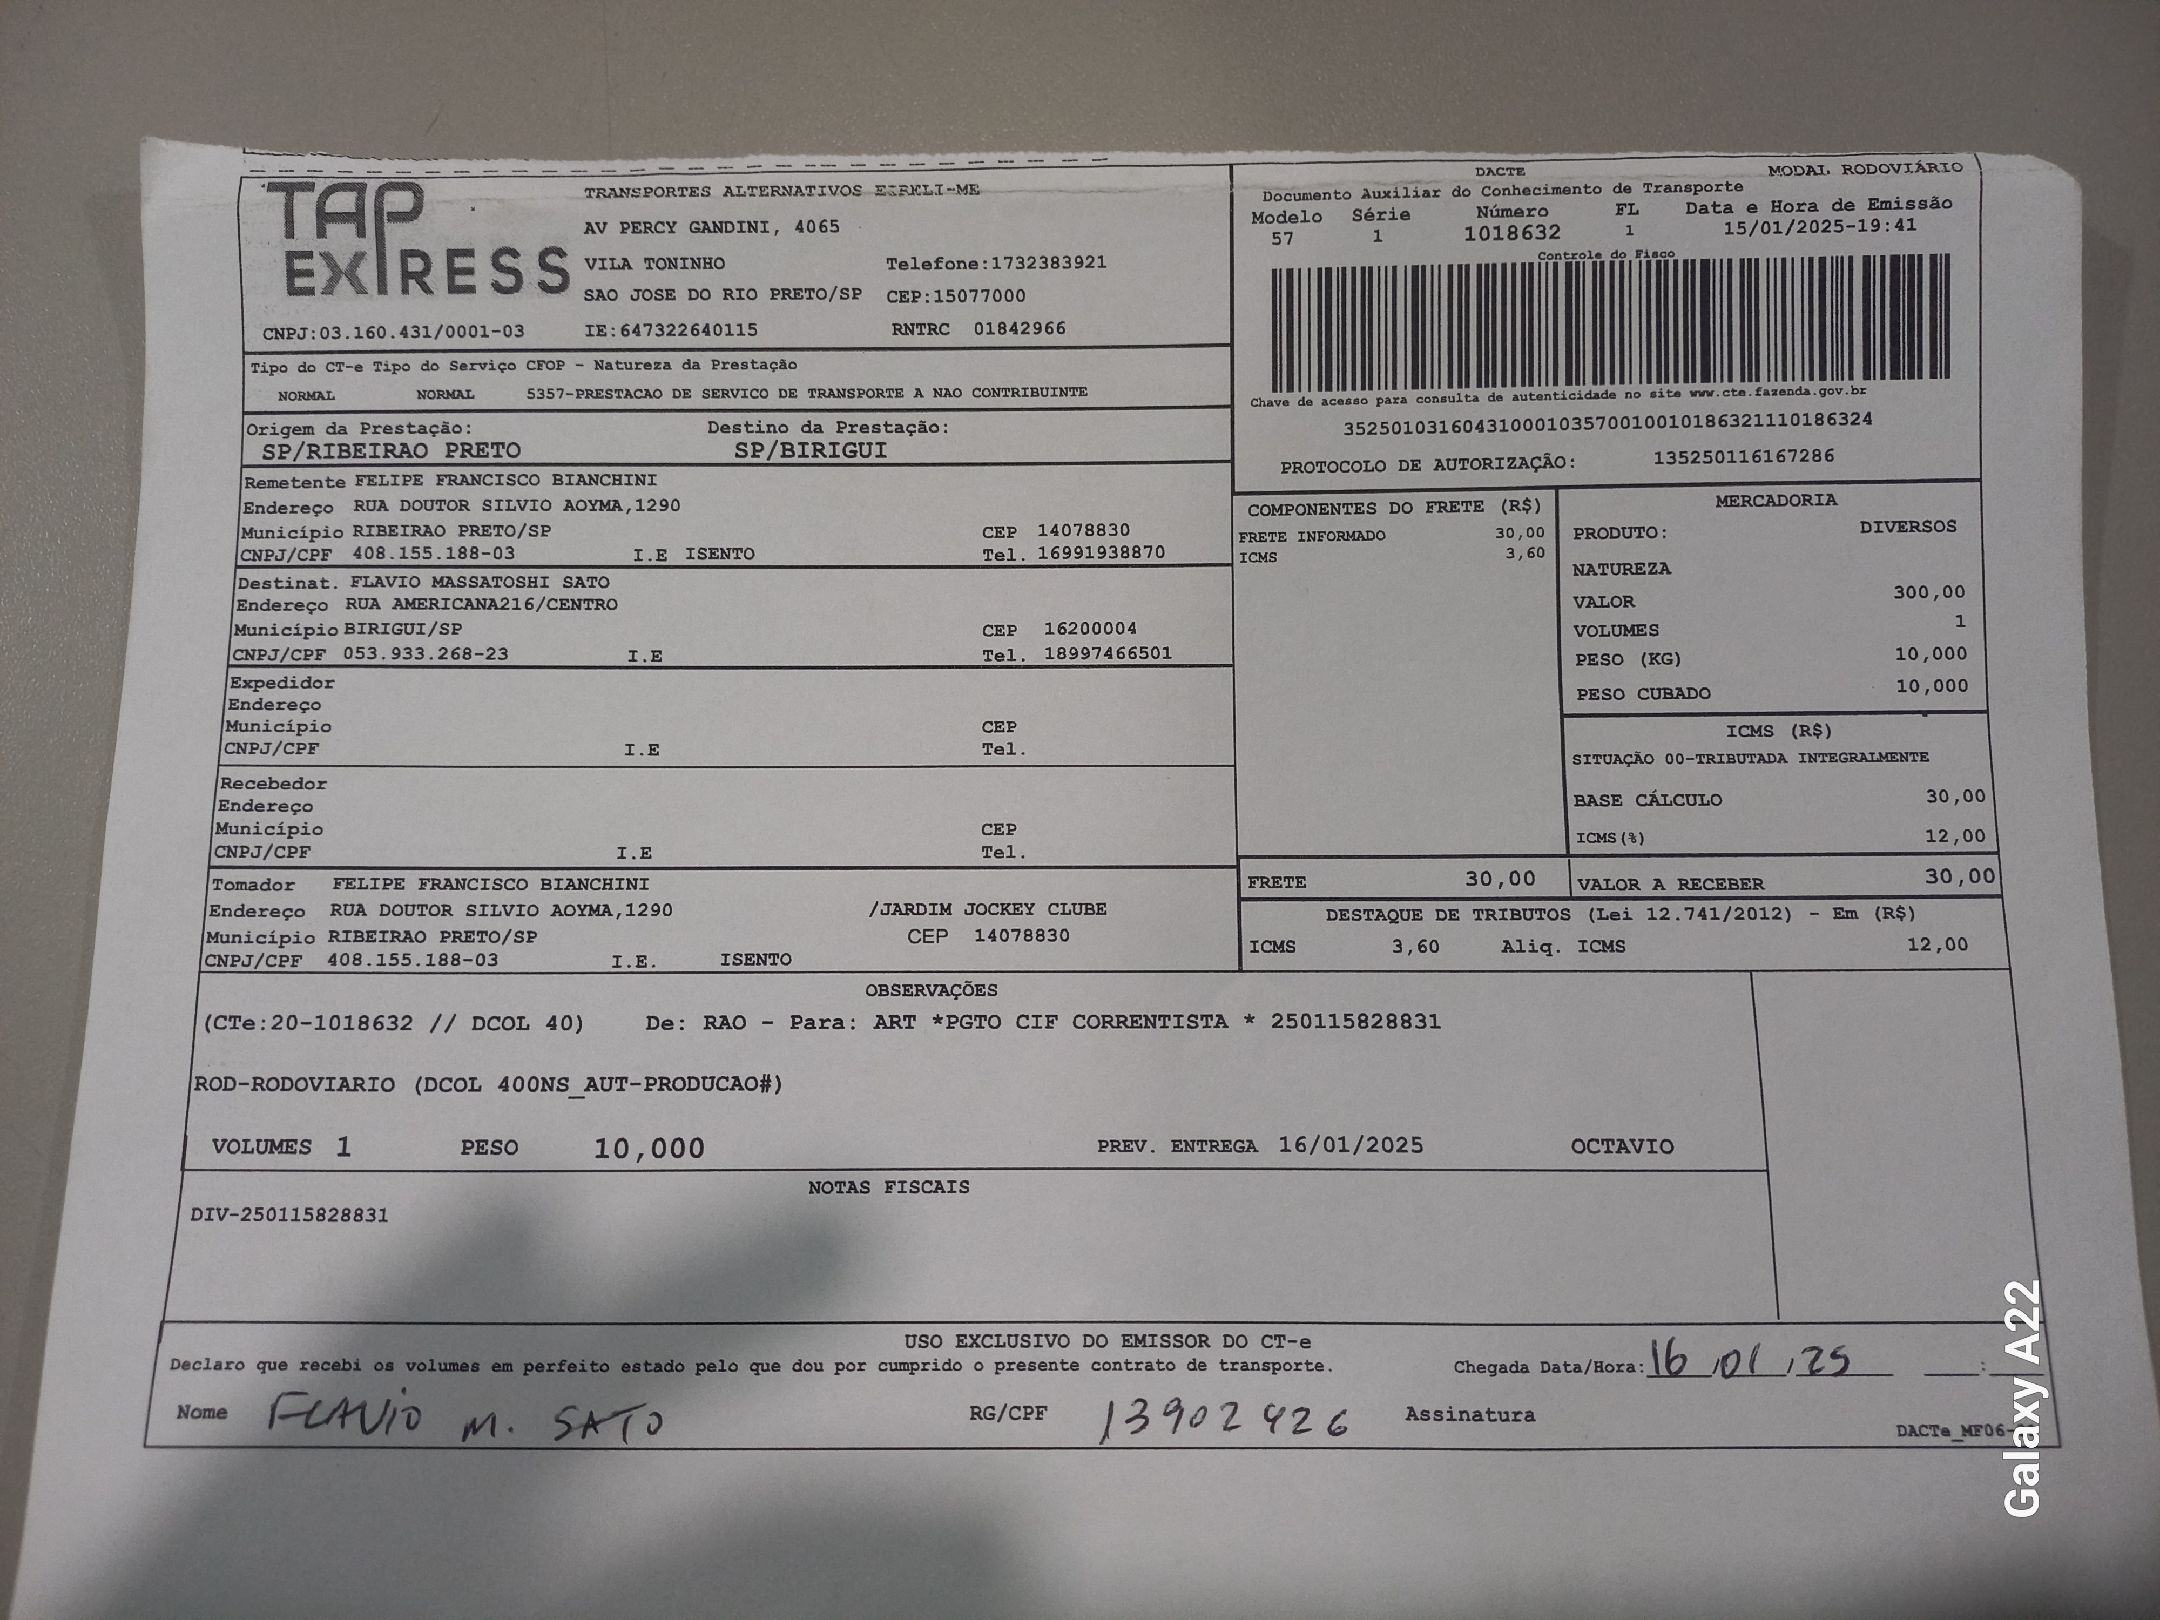 TAP EXPRESS
TRANSPORTES ALTERNATIVOS EIRELI-ME
AV PERCY GANDINI, 4065
VILA TONINHO Telefone:1732383921
SAO JOSE DO RIO PRETO/SP CEP:15077000
CNPJ:03.160.431/0001-03 IE:647322640115 RNTRC 01842966
DACTE MODAL RODOVIÁRIO
Documento Auxiliar do Conhecimento de Transporte
Modelo Série Número FL Data e Hora de Emissão
57 1 1018632 1 15/01/2025-19:41
Controle do Fisco
Chave de acesso para consulta de autenticidade no site www.cte.fazenda.gov.br
35250103160431000103570010010186321110186324
PROTOCOLO DE AUTORIZAÇÃO: 135250116167286
Tipo do CT-e Tipo do Serviço CFOP - Natureza da Prestação
NORMAL NORMAL 5357-PRESTACAO DE SERVICO DE TRANSPORTE A NAO CONTRIBUINTE
Origem da Prestação: Destino da Prestação:
SP/RIBEIRAO PRETO SP/BIRIGUI
Remetente FELIPE FRANCISCO BIANCHINI
Endereço RUA DOUTOR SILVIO AOYMA,1290
Município RIBEIRAO PRETO/SP CEP 14078830
CNPJ/CPF 408.155.188-03 I.E ISENTO Tel. 16991938870
Destinat. FLAVIO MASSATOSHI SATO
Endereço RUA AMERICANA216/CENTRO
Município BIRIGUI/SP CEP 16200004
CNPJ/CPF 053.933.268-23 I.E Tel. 18997466501
Expedidor
Endereço
Município CEP
CNPJ/CPF I.E Tel.
Recebedor
Endereço
Município CEP
CNPJ/CPF I.E Tel.
Tomador FELIPE FRANCISCO BIANCHINI
Endereço RUA DOUTOR SILVIO AOYMA,1290 /JARDIM JOCKEY CLUBE
Município RIBEIRAO PRETO/SP CEP 14078830
CNPJ/CPF 408.155.188-03 I.E. ISENTO
COMPONENTES DO FRETE (R$)
FRETE INFORMADO 30,00
ICMS 3,60
MERCADORIA
PRODUTO: DIVERSOS
NATUREZA
VALOR 300,00
VOLUMES 1
PESO (KG) 10,000
PESO CUBADO 10,000
ICMS (R$)
SITUAÇÃO 00-TRIBUTADA INTEGRALMENTE
BASE CÁLCULO 30,00
ICMS(%) 12,00
FRETE 30,00 VALOR A RECEBER 30,00
DESTAQUE DE TRIBUTOS (Lei 12.741/2012) - Em (R$)
ICMS 3,60 Aliq. ICMS 12,00
OBSERVAÇÕES
(CTe:20-1018632 // DCOL 40) De: RAO - Para: ART *PGTO CIF CORRENTISTA * 250115828831
ROD-RODOVIARIO (DCOL 400NS_AUT-PRODUCAO#)
VOLUMES 1 PESO 10,000 PREV. ENTREGA 16/01/2025 OCTAVIO
NOTAS FISCAIS
DIV-250115828831
USO EXCLUSIVO DO EMISSOR DO CT-e
Declaro que recebi os volumes em perfeito estado pelo que dou por cumprido o presente contrato de transporte. Chegada Data/Hora: 16/01/25 :
Nome FLAVIO M. SATO RG/CPF 13902426 Assinatura
DACTe_MF06-
Galaxy A22